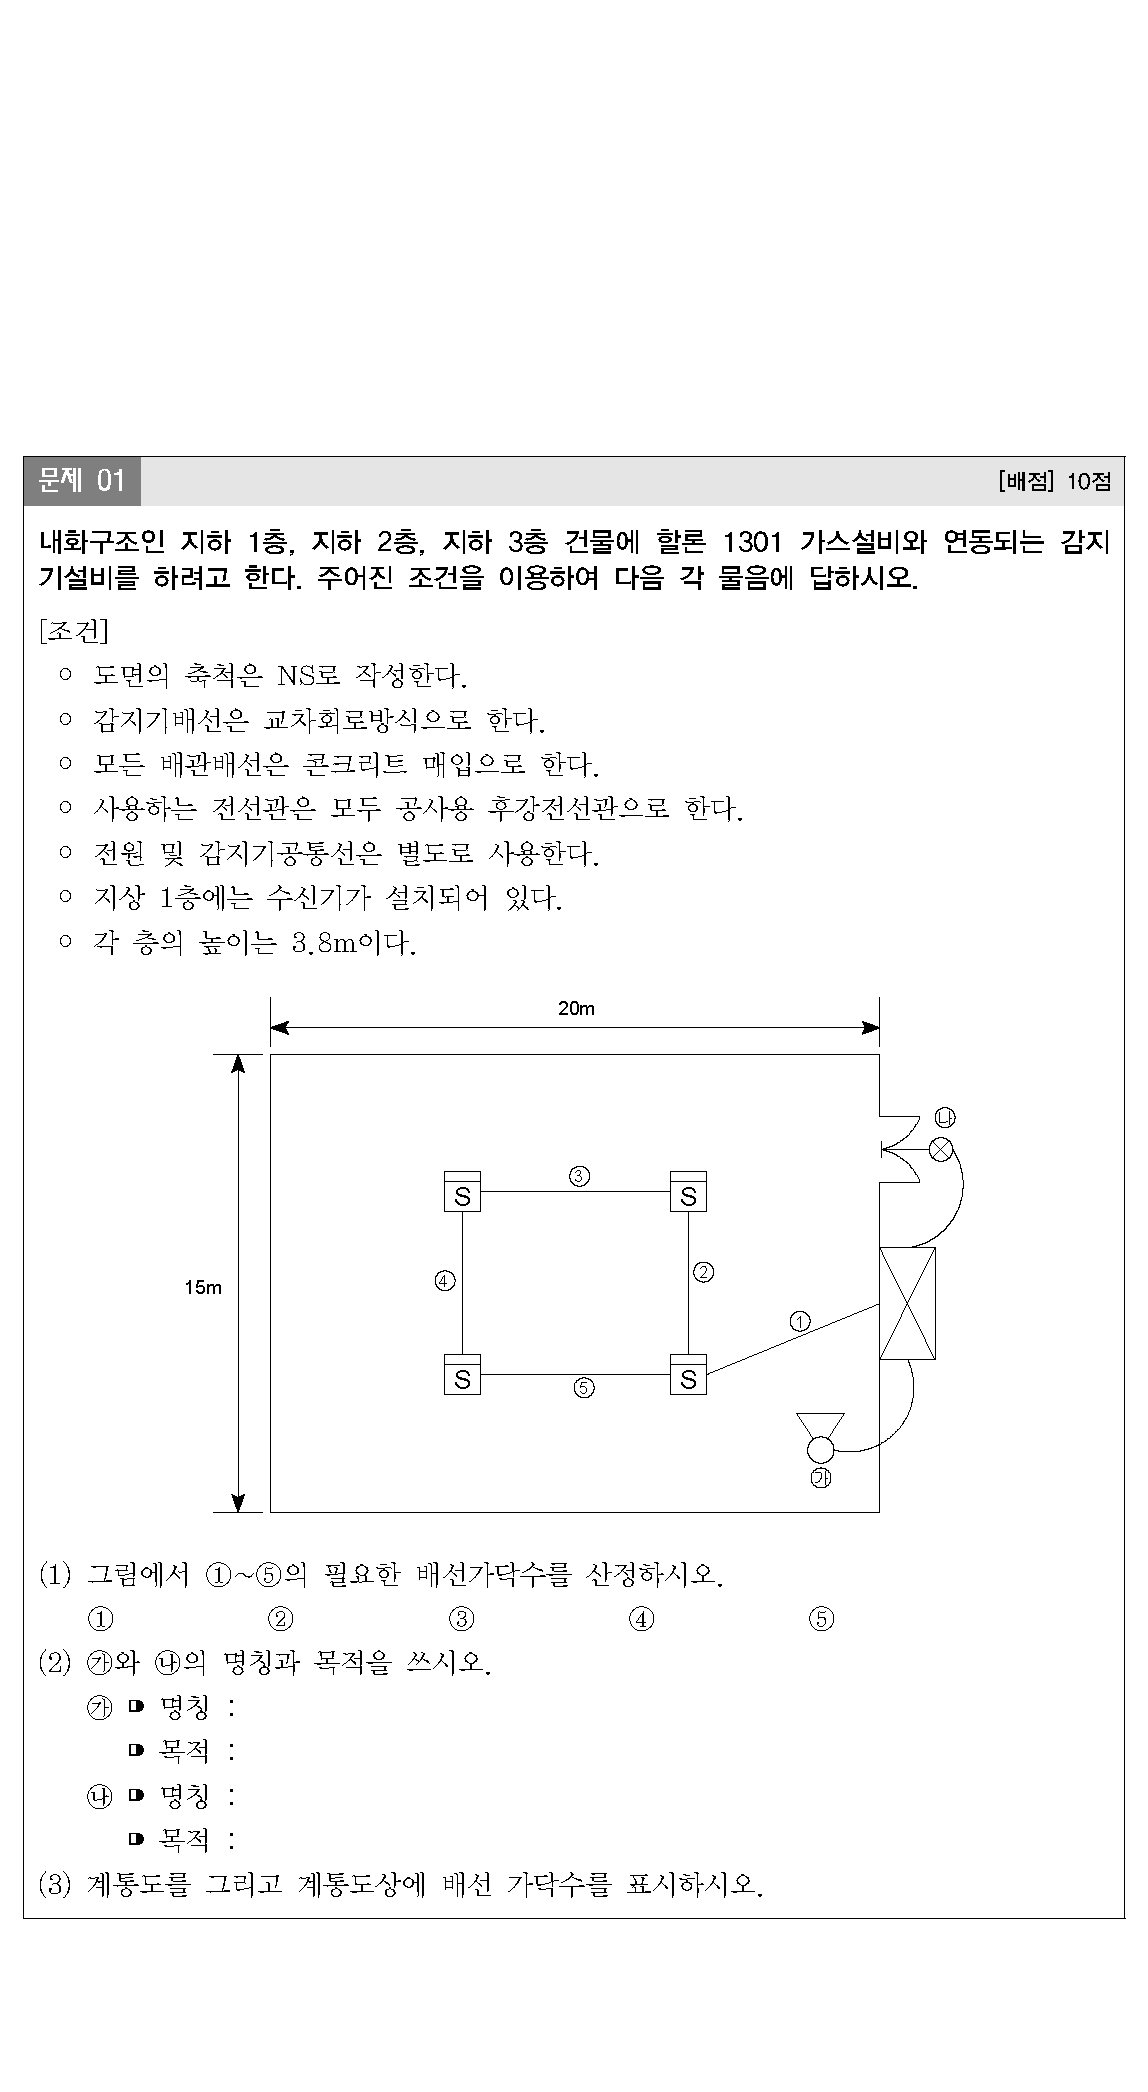 문제 01 [배점] 10점
내화구조인 지하 1층, 지하 2층, 지하 3층 건물에 할론 1301 가스설비와 연동되는 감지
기설비를 하려고 한다. 주어진 조건을 이용하여 다음 각 물음에 답하시오.
[조건]
○ 도면의 축척은 NS로 작성한다.
○ 감지기배선은 교차회로방식으로 한다.
○ 모든 배관배선은 콘크리트 매입으로 한다.
○ 사용하는 전선관은 모두 공사용 후강전선관으로 한다.
○ 전원 및 감지기공통선은 별도로 사용한다.
○ 지상 1층에는 수신기가 설치되어 있다.
○ 각 층의 높이는 3.8m이다.
20m
㉯
③
S S
④ ②
15m
①
S S
⑤
㉮
(1) 그림에서 ①~⑤의 필요한 배선가닥수를 산정하시오.
① ② ③ ④ ⑤
(2) ㉮와 ㉯의 명칭과 목적을 쓰시오.
㉮ 명칭 :
목적 :
㉯ 명칭 :
목적 :
(3) 계통도를 그리고 계통도상에 배선 가닥수를 표시하시오.